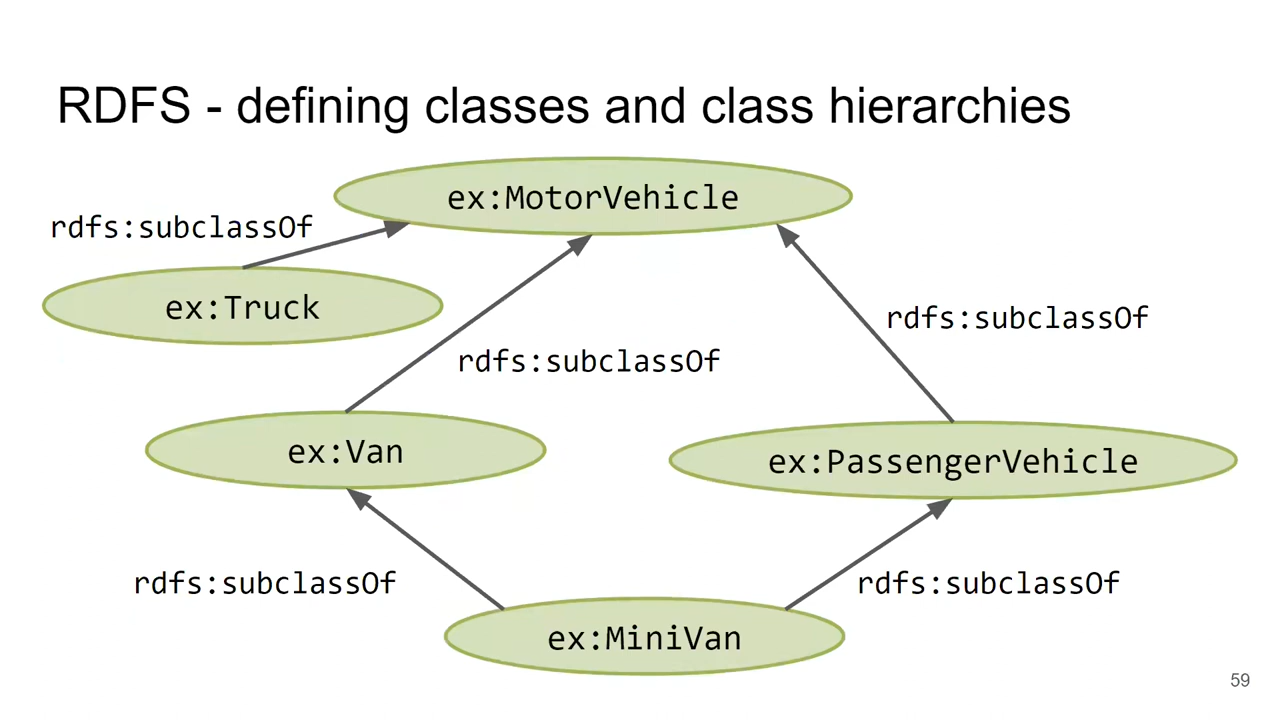 RDFS - defining classes and class hierarchies
ex:MotorVehicle
rdfs:subclassOf
ex:Truck
rdfs:subclassOf
rdfs:subclassOf
ex:Van
ex:PassengerVehicle
rdfs:subclassOf
rdfs:subclassOf
ex:MiniVan
59